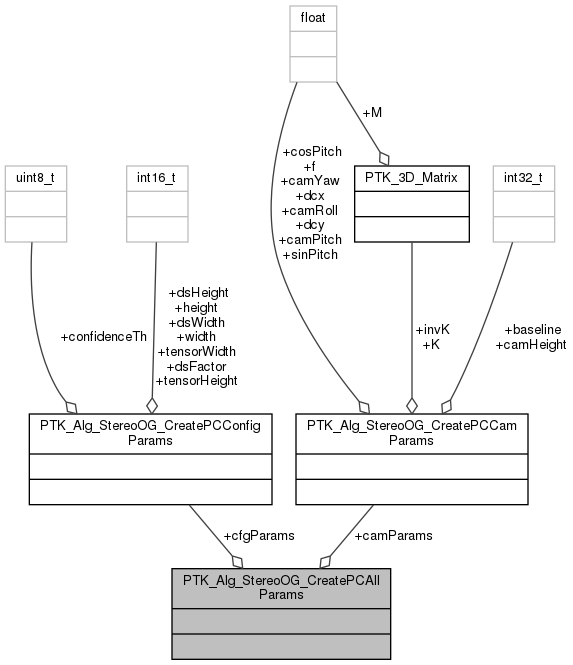 float
+M
+cosPitch
+f
+camYaw
+dcx
+camRoll
+dcy
+camPitch
+sinPitch
uint8_t
int16_t
PTK_3D_Matrix
int32_t
+confidenceTh
+dsHeight
+height
+dsWidth
+width
+tensorWidth
+dsFactor
+tensorHeight
+invK
+K
+baseline
+camHeight
PTK_Alg_StereoOG_CreatePCConfig
Params
PTK_Alg_StereoOG_CreatePCCam
Params
+cfgParams
+camParams
PTK_Alg_StereoOG_CreatePCAll
Params